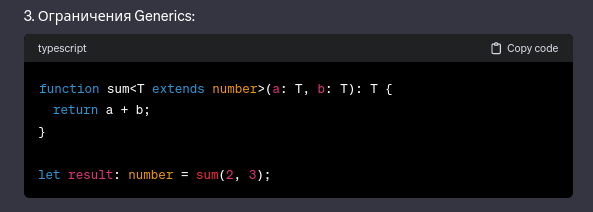 3. Ограничения Generics:
typescript
Copy code
function sum<T extends number>(a: T, b: T): T {
  return a + b;
}
let result: number = sum(2, 3);